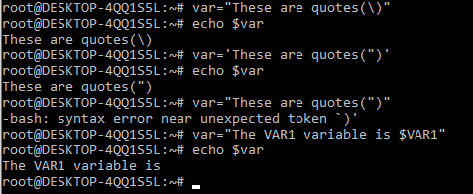 root@DESKTOP-4QQ1S5L:~# var="These are quotes(\)"
root@DESKTOP-4QQ1S5L:~# echo $var
These are quotes(\)
root@DESKTOP-4QQ1S5L:~# var='These are quotes(")'
root@DESKTOP-4QQ1S5L:~# echo $var
These are quotes(")
root@DESKTOP-4QQ1S5L:~# var="These are quotes(")"
-bash: syntax error near unexpected token `)'
root@DESKTOP-4QQ1S5L:~# var="The VAR1 variable is $VAR1"
root@DESKTOP-4QQ1S5L:~# echo $var
The VAR1 variable is
root@DESKTOP-4QQ1S5L:~#